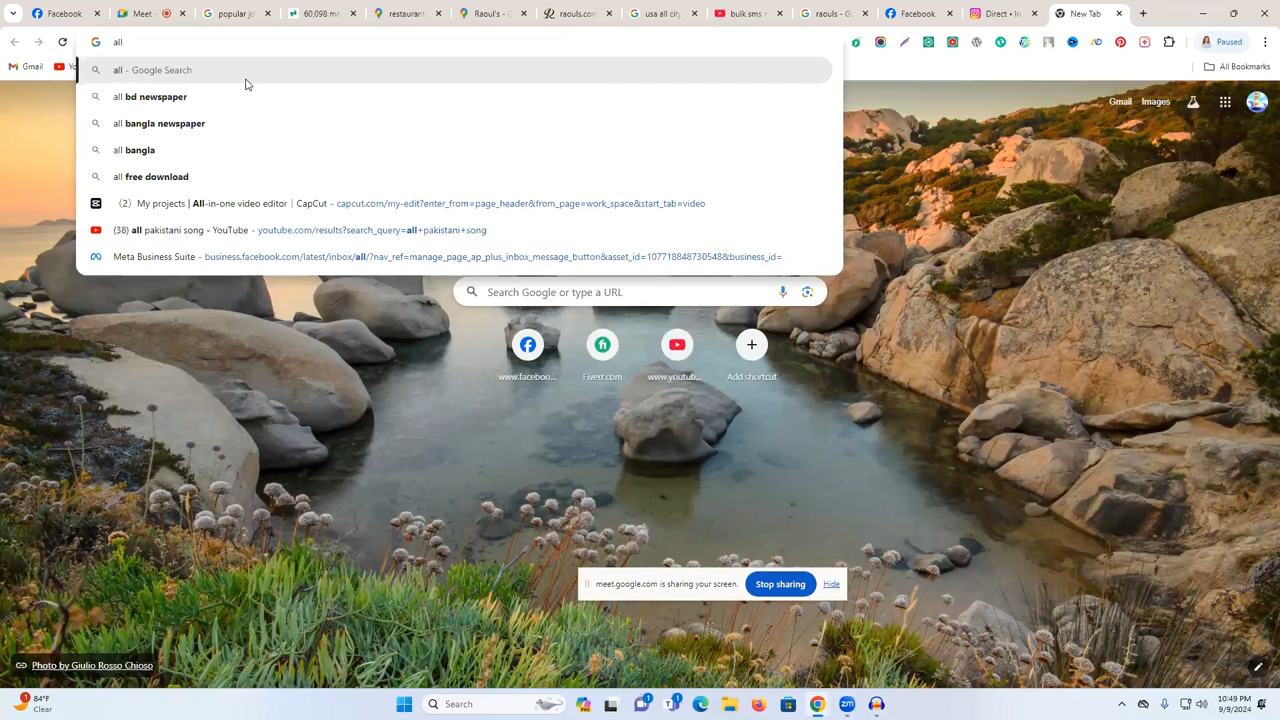 Facebook
Meet -
popular jo
60,098 ma
restaurant
Raoul's - G
raouls.com
usa all city
bulk sms m
raouls - G
Facebook
Direct • In
New Tab
all
Paused
Gmail
All Bookmarks
all - Google Search
all bd newspaper
all bangla newspaper
all bangla
all free download
(2) My projects | All-in-one video editor | CapCut - capcut.com/my-edit?enter_from=page_header&from_page=work_space&start_tab=video
(38) all pakistani song - YouTube - youtube.com/results?search_query=all+pakistani+song
Meta Business Suite - business.facebook.com/latest/inbox/all/?nav_ref=manage_page_ap_plus_inbox_message_button&asset_id=107718848730548&business_id=
Gmail Images
Search Google or type a URL
www.faceboo...
Fiverr.com
www.youtub...
Add shortcut
meet.google.com is sharing your screen.
Stop sharing
Hide
Photo by Giulio Rosso Chioso
84°F
Clear
Search
10:49 PM
9/9/2024